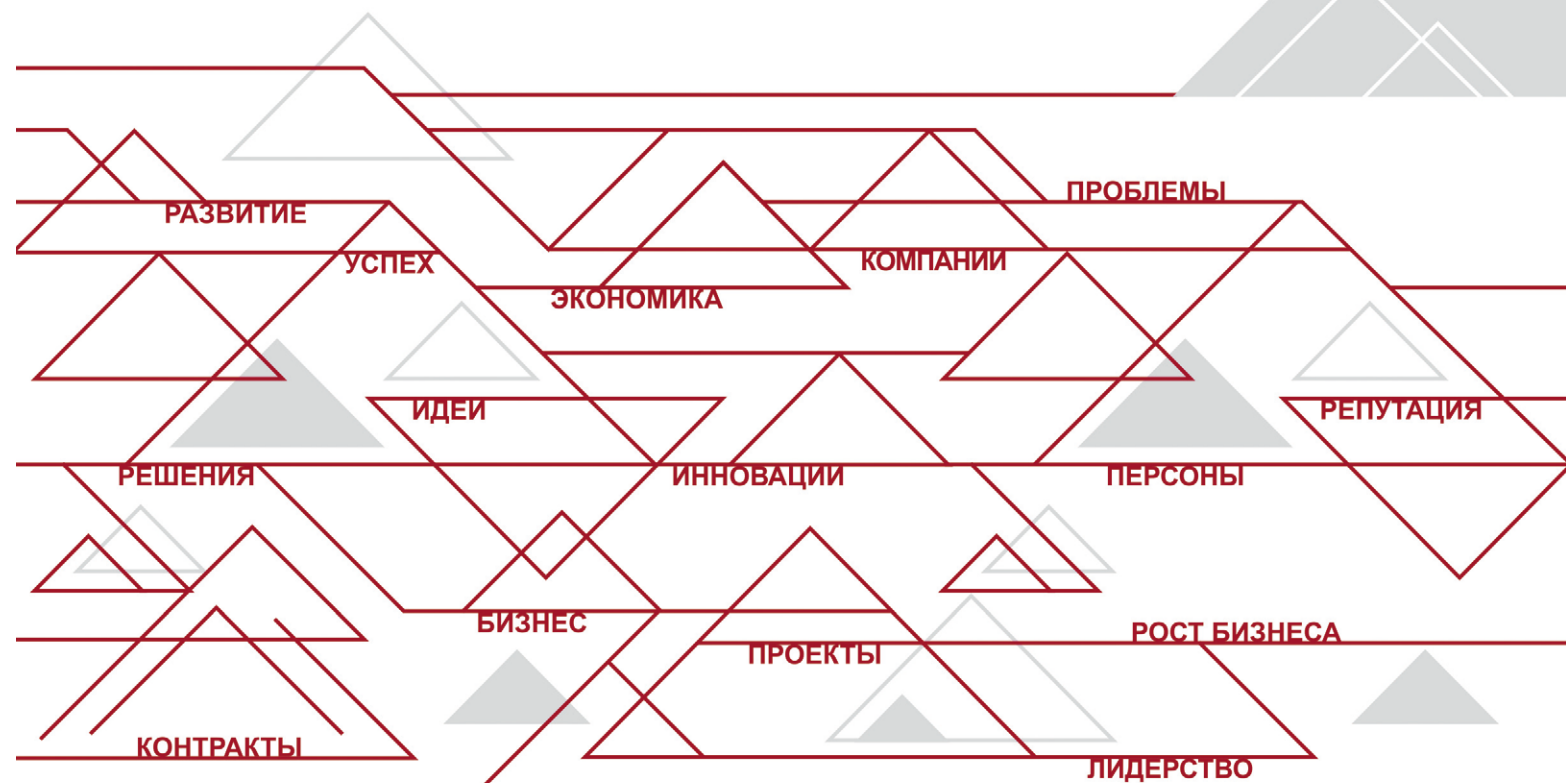 ПРОБЛЕМЫ
РАЗВИТИЕ
УСПЕХ
КОМПАНИИ
ЭКОНОМИКА
ИДЕИ
РЕПУТАЦИЯ
РЕШЕНИЯ
ИННОВАЦИИ
ПЕРСОНЫ
БИЗНЕС
РОСТ БИЗНЕСА
ПРОЕКТЫ
КОНТРАКТЫ
ЛИДЕРСТВО